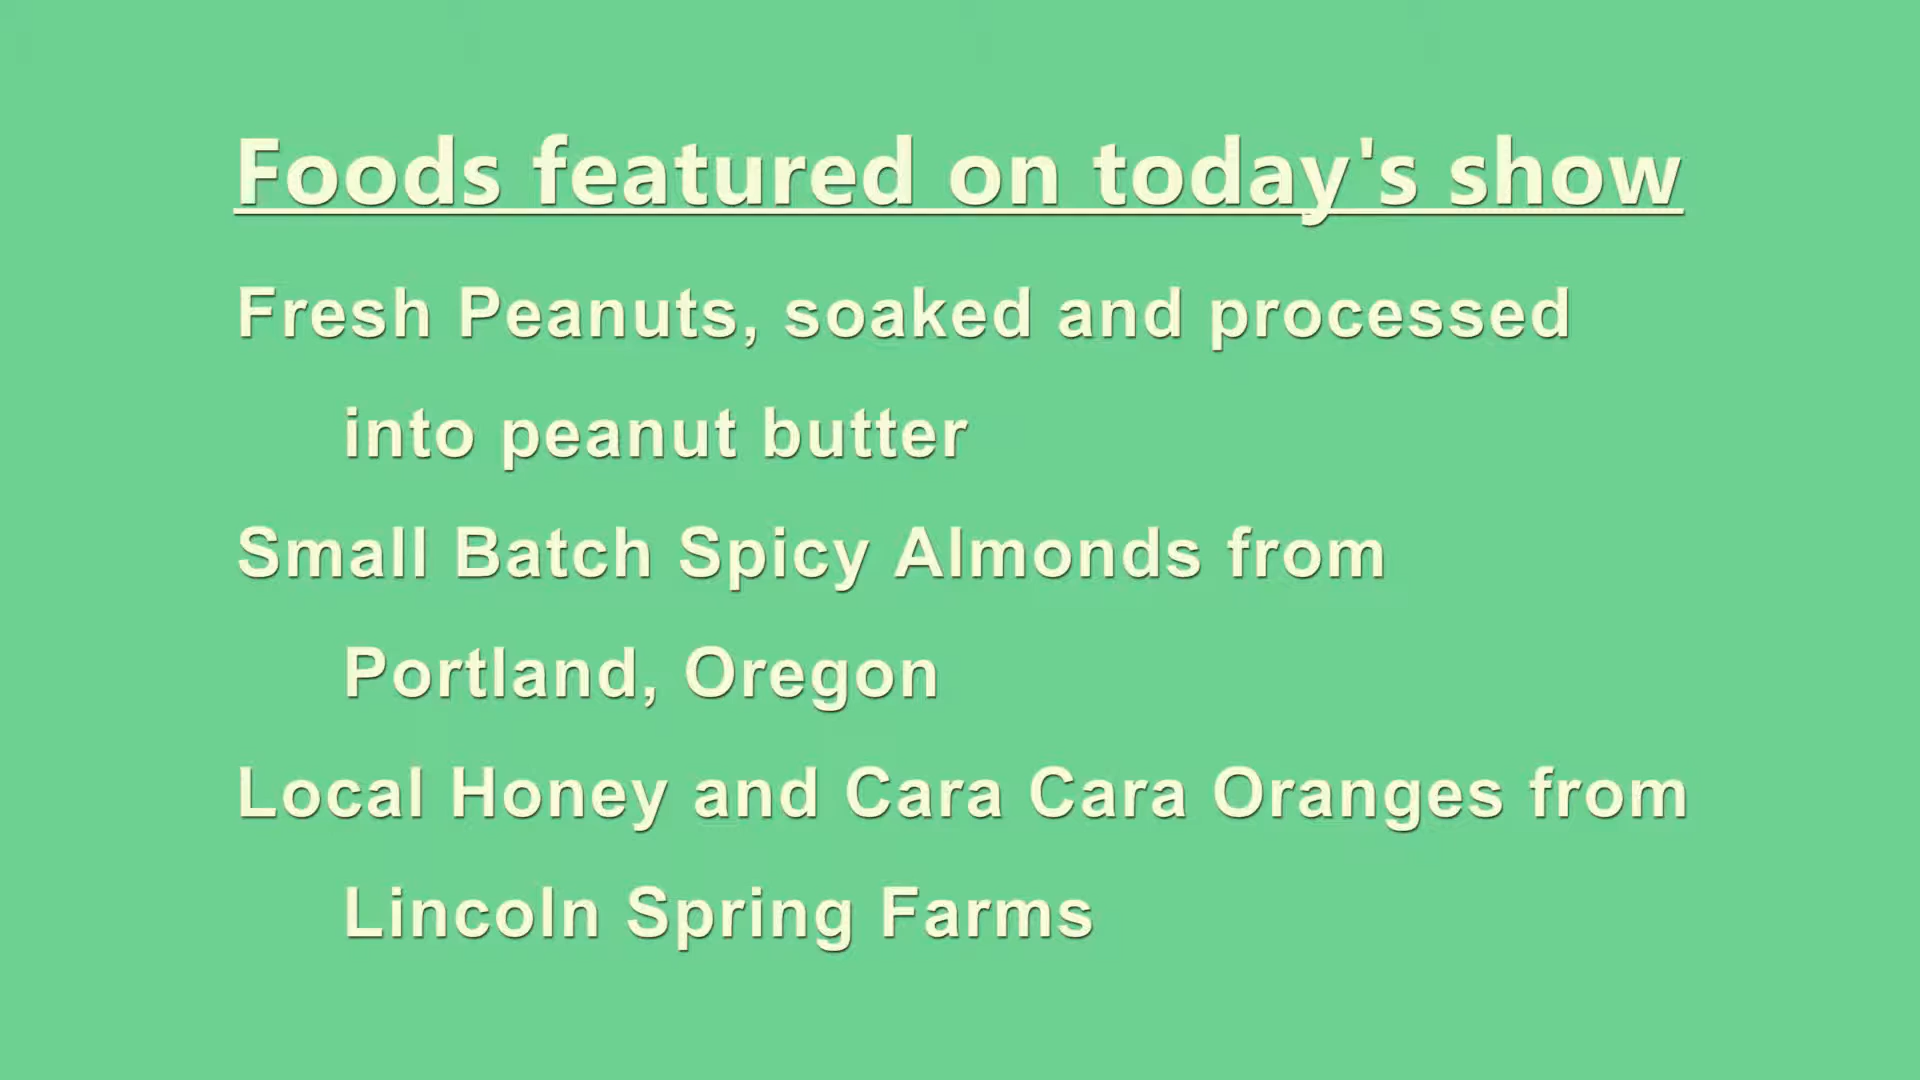 Foods featured on today's show
Fresh Peanuts, soaked and processed
into peanut butter
Small Batch Spicy Almonds from
Portland, Oregon
Local Honey and Cara Cara Oranges from
Lincoln Spring Farms